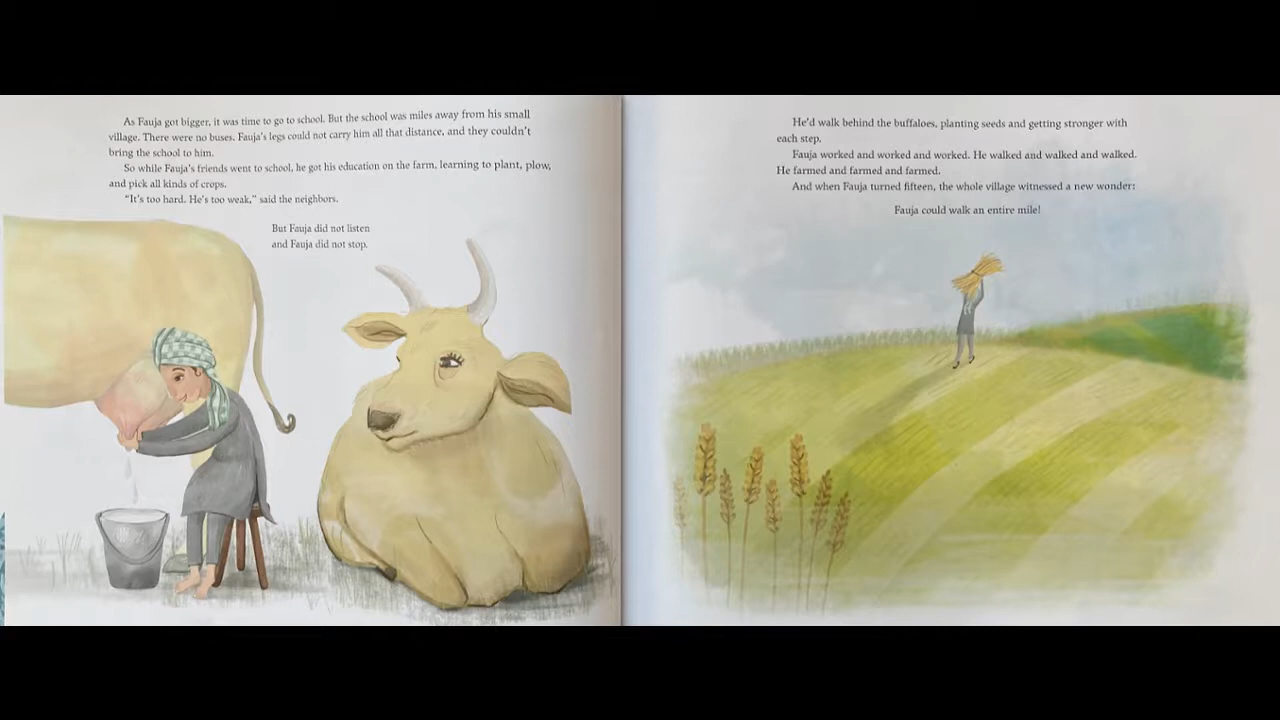 As Fauja got bigger, it was time to go to school. But the school was miles away from his small
village. There were no buses. Fauja's legs could not carry him all that distance, and they couldn't
bring the school to him.
So while Fauja's friends went to school, he got his education on the farm, learning to plant, plow,
and pick all kinds of crops.
"It's too hard. He's too weak," said the neighbors.
But Fauja did not listen
and Fauja did not stop.
He'd walk behind the buffaloes, planting seeds and getting stronger with
each step.
Fauja worked and worked and worked. He walked and walked and walked.
He farmed and farmed and farmed.
And when Fauja turned fifteen, the whole village witnessed a new wonder:
Fauja could walk an entire mile!